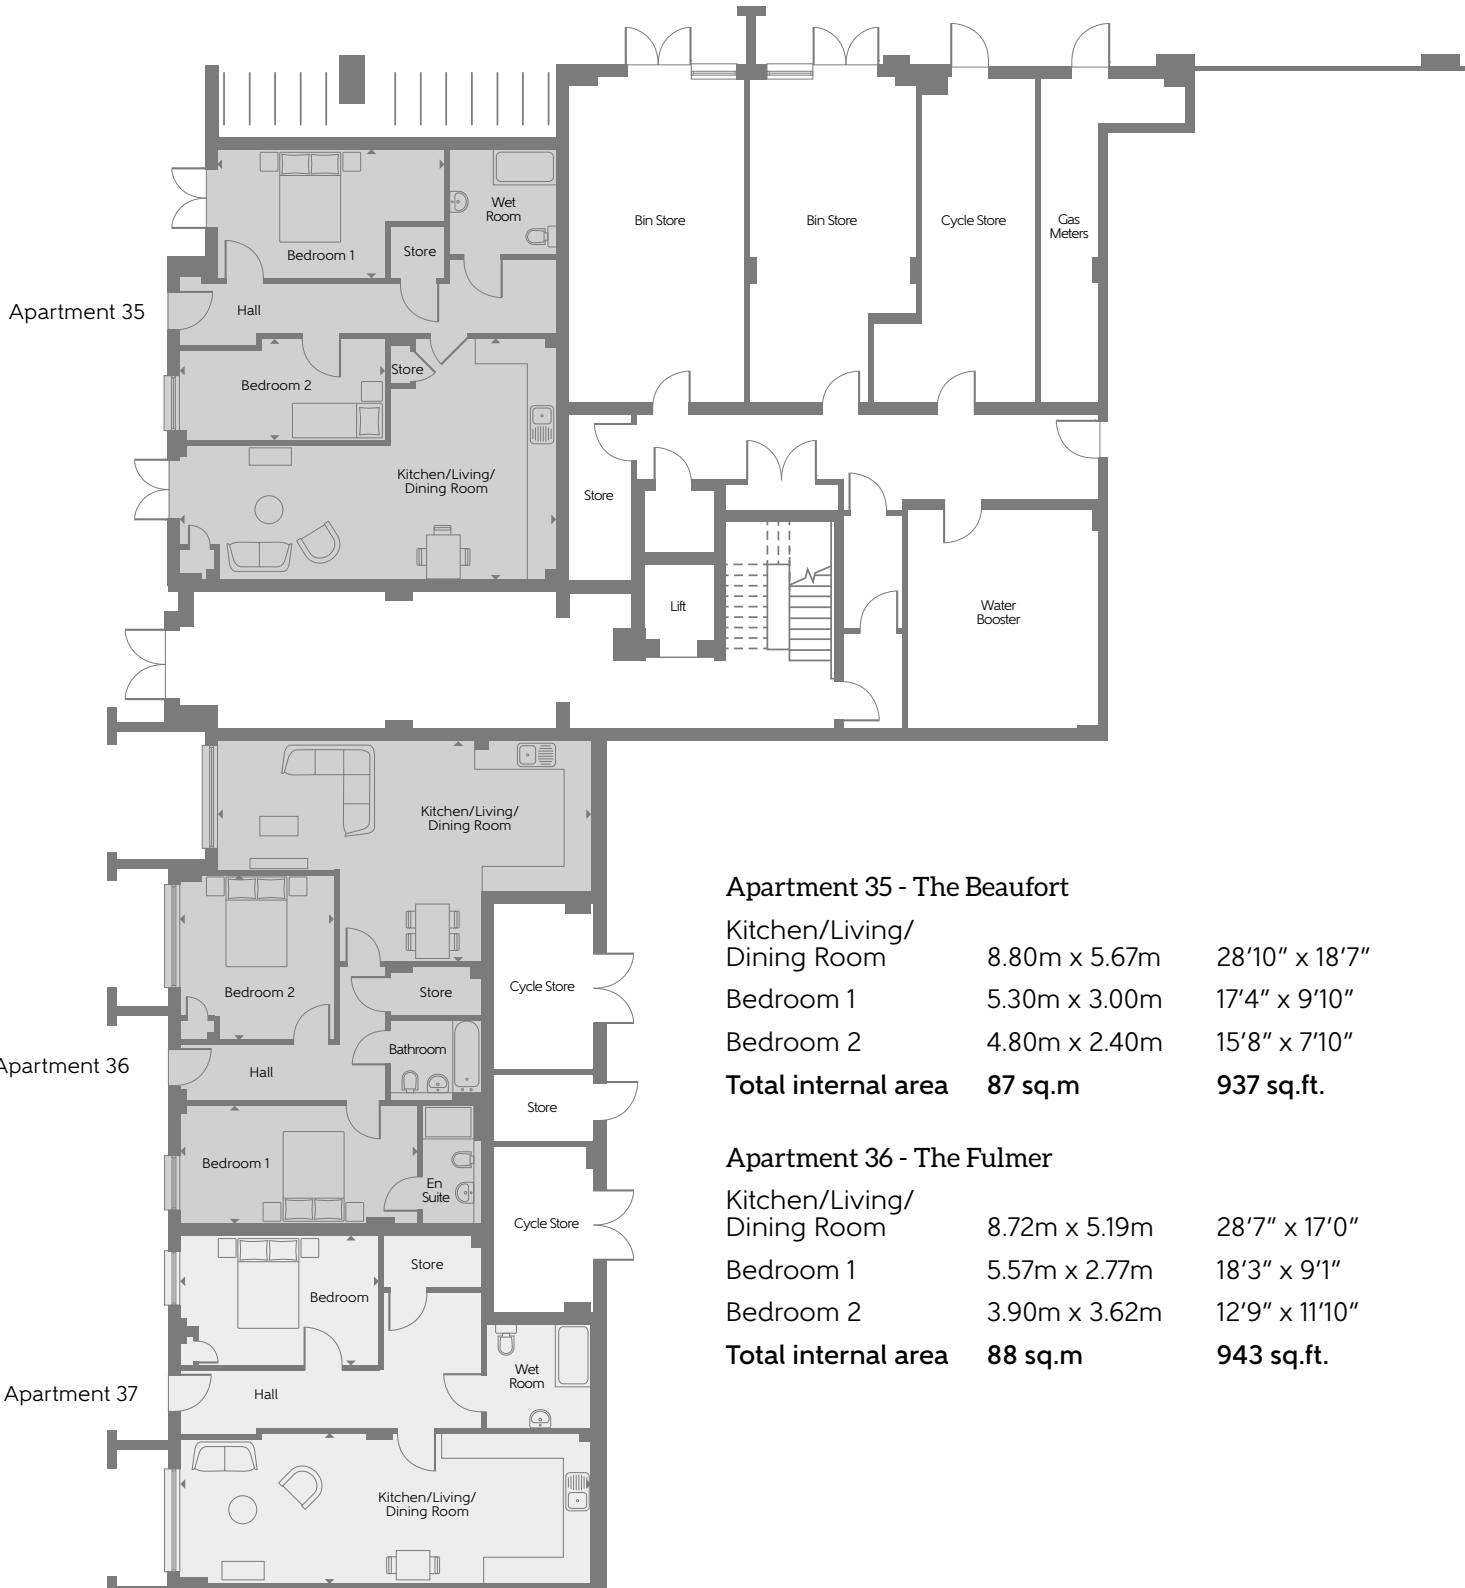 Wet
Room
Bin Store
Bin Store
Cycle Store
Gas
Meters
Bedroom 1
Store
Apartment 35
Hall
Store
Bedroom 2
Kitchen/Living/
Dining Room
Store
Lift
Water
Booster
Kitchen/Living/
Dining Room
Bedroom 2
Store
Cycle Store
Bathroom
Apartment 36
Hall
Store
Bedroom 1
En
Suite
Cycle Store
Store
Bedroom
Wet
Room
Apartment 37
Hall
Kitchen/Living/
Dining Room
Apartment 35 - The Beaufort
Kitchen/Living/
Dining Room 8.80m x 5.67m 28’10” x 18’7”
Bedroom 1 5.30m x 3.00m 17’4” x 9’10”
Bedroom 2 4.80m x 2.40m 15’8” x 7’10”
Total internal area 87 sq.m 937 sq.ft.
Apartment 36 - The Fulmer
Kitchen/Living/
Dining Room 8.72m x 5.19m 28’7” x 17’0”
Bedroom 1 5.57m x 2.77m 18’3” x 9’1”
Bedroom 2 3.90m x 3.62m 12’9” x 11’10”
Total internal area 88 sq.m 943 sq.ft.